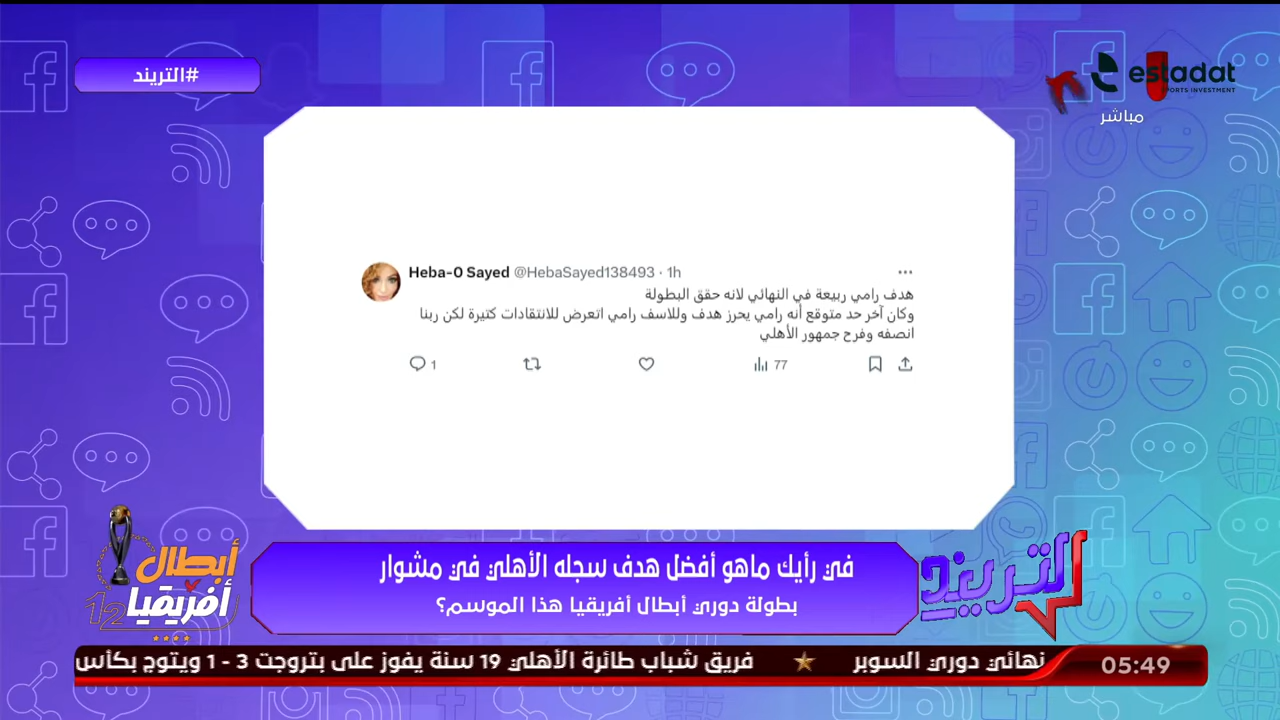 #التريند
estadat
SPORTS INVESTMENT
مباشر
Heba-O Sayed @HebaSayed138493 · 1h
هدف رامي ربيعة في النهائي لانه حقق البطولة
وكان آخر حد متوقع أنه رامي يحرز هدف وللاسف رامي اتعرض للانتقادات كتيرة لكن ربنا
انصفه وفرح جمهور الأهلي
1 77
التريند
في رأيك ماهو أفضل هدف سجله الأهلي في مشوار
بطولة دوري أبطال أفريقيا هذا الموسم؟
أبطال
أفريقيا
12
نهائي دوري السوبر ★ فريق شباب طائرة الأهلي 19 سنة يفوز على بتروجت 3 - 1 ويتوج بكأس
05:49